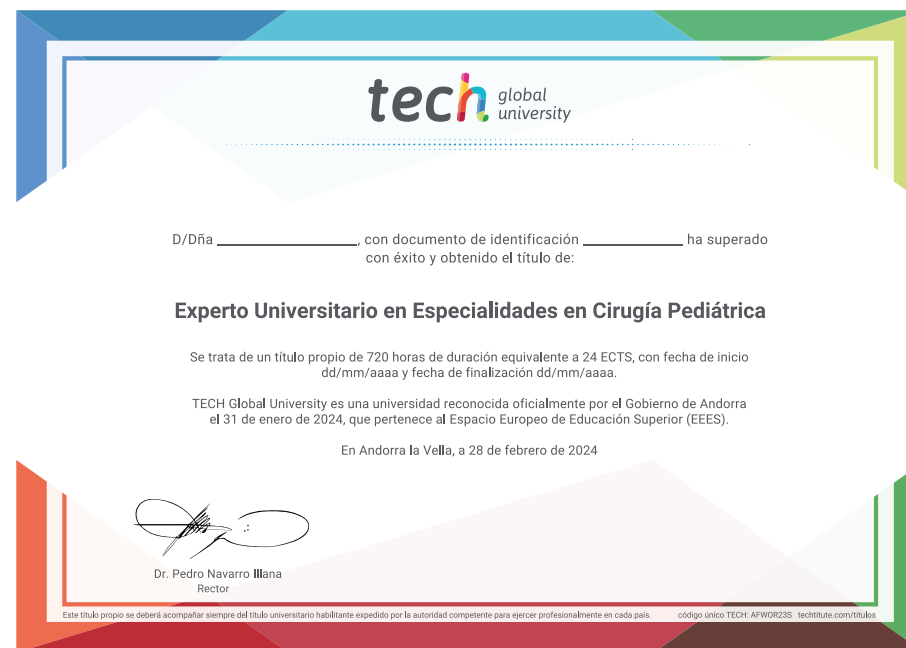 tech global university
D/Dña ______________, con documento de identificación __________ ha superado
con éxito y obtenido el título de:
Experto Universitario en Especialidades en Cirugía Pediátrica
Se trata de un título propio de 720 horas de duración equivalente a 24 ECTS, con fecha de inicio
dd/mm/aaaa y fecha de finalización dd/mm/aaaa.
TECH Global University es una universidad reconocida oficialmente por el Gobierno de Andorra
el 31 de enero de 2024, que pertenece al Espacio Europeo de Educación Superior (EEES).
En Andorra la Vella, a 28 de febrero de 2024
Dr. Pedro Navarro Illana
Rector
Este título propio se deberá acompañar siempre del título universitario habilitante expedido por la autoridad competente para ejercer profesionalmente en cada país. código único TECH: AFWOR23S techtitute.com/titulos